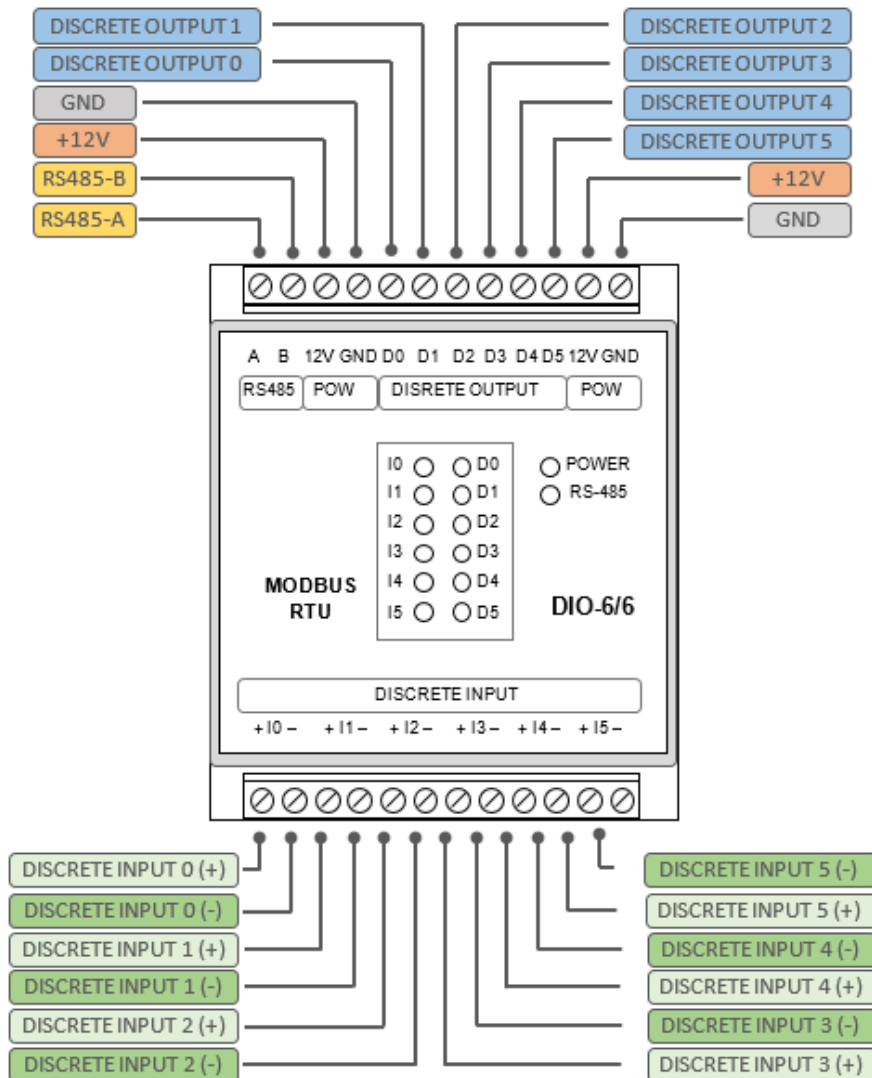 DISCRETE OUTPUT 1
DISCRETE OUTPUT 2
DISCRETE OUTPUT 0
DISCRETE OUTPUT 3
GND
DISCRETE OUTPUT 4
+12V
DISCRETE OUTPUT 5
RS485-B
+12V
RS485-A
GND
A B 12V GND D0 D1 D2 D3 D4 D5 12V GND
RS485 POW DISRETE OUTPUT POW
I0 D0 POWER
I1 D1 RS-485
I2 D2
I3 D3
I4 D4
I5 D5
MODBUS
RTU
DIO-6/6
DISCRETE INPUT
+ I0 – + I1 – + I2 – + I3 – + I4 – + I5 –
DISCRETE INPUT 0 (+)
DISCRETE INPUT 5 (-)
DISCRETE INPUT 0 (-)
DISCRETE INPUT 5 (+)
DISCRETE INPUT 1 (+)
DISCRETE INPUT 4 (-)
DISCRETE INPUT 1 (-)
DISCRETE INPUT 4 (+)
DISCRETE INPUT 2 (+)
DISCRETE INPUT 3 (-)
DISCRETE INPUT 2 (-)
DISCRETE INPUT 3 (+)